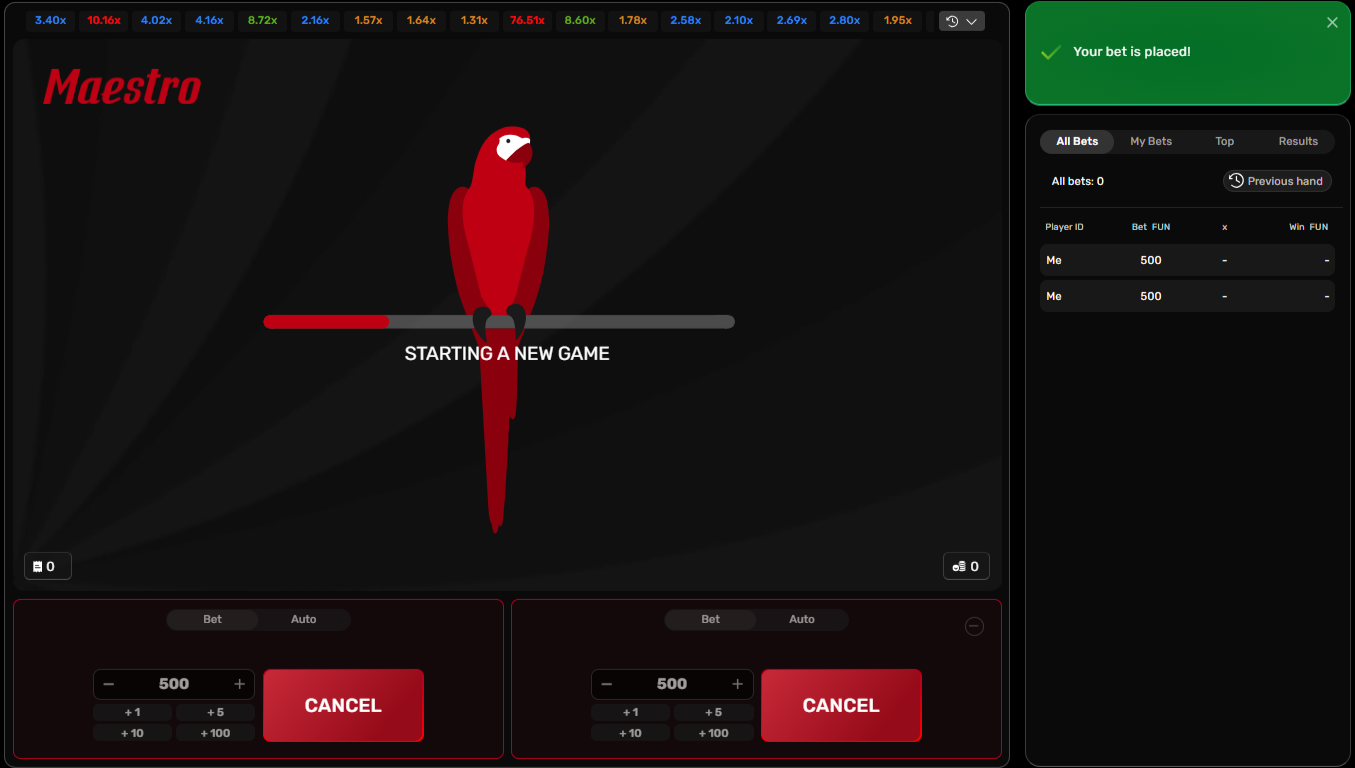 3.40x 10.16x 4.02x 4.16x 8.72x 2.16x 1.57x 1.64x 1.31x 76.51x 8.60x 1.78x 2.58x 2.10x 2.69x 2.80x 1.95x
Maestro
STARTING A NEW GAME
0
0
Bet Auto
500
+1 +5
+10 +100
CANCEL
Bet Auto
500
+1 +5
+10 +100
CANCEL
Your bet is placed!
All Bets My Bets Top Results
All bets: 0 Previous hand
Player ID Bet FUN x Win FUN
Me 500 - -
Me 500 - -